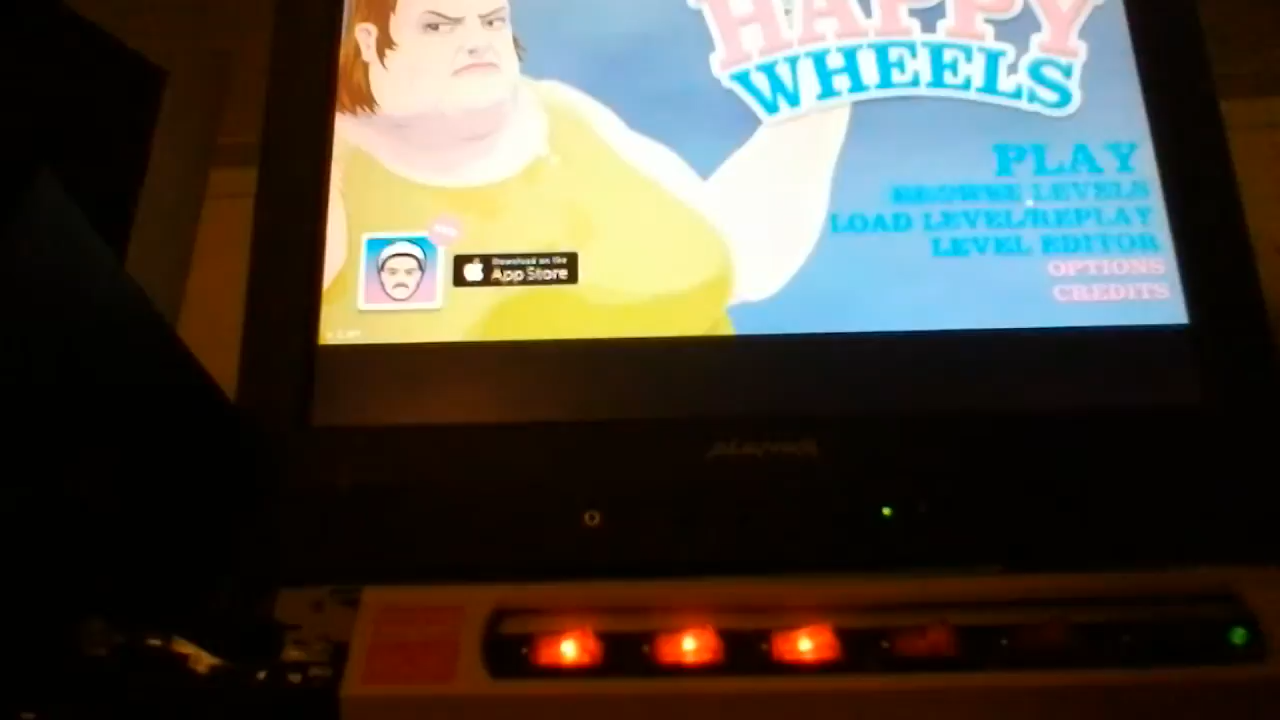 HAPPY
WHEELS
PLAY
BROWSE LEVELS
LOAD LEVEL/REPLAY
LEVEL EDITOR
OPTIONS
CREDITS
Download on the
App Store